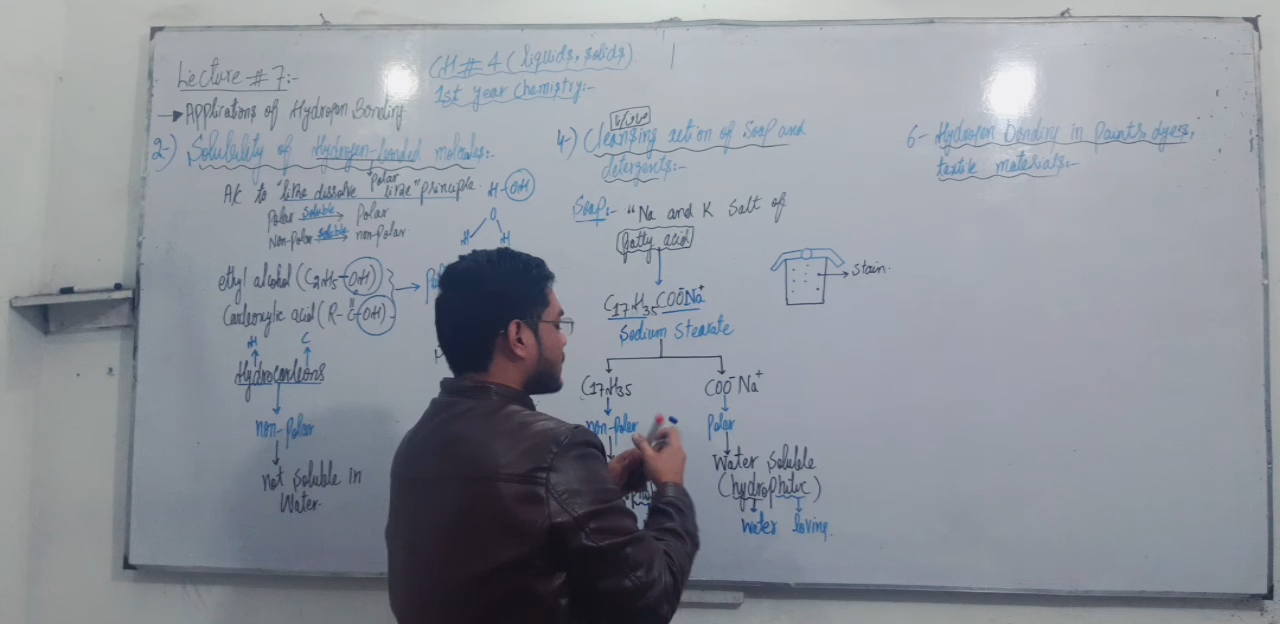 Lecture # 7:-
CH # 4 (liquids, solids).
1st year Chemistry:-
→ Applications of Hydrogen Bonding
2-) Solubility of Hydrogen-bonded molecules:-
A/c to "like dissolve like" principle.
Polar
Polar soluble→ Polar
Non-Polar soluble→ non-polar
H-OH
O
H H
ethyl alcohol (C2H5-OH)
Carboxylic acid (R-C-OH)
O
H C
Hydrocarbons
non-Polar
not soluble in
Water.
4-) Cleansing action of Soap and
detergents:-
Soap:- "Na and K salt of
fatty acid
C17H35COO⁻Na⁺
Sodium Stearate
C17H35 COO⁻Na⁺
non-polar Polar
Water soluble
(hydrophilic)
water loving.
→ stain.
6- Hydrogen bonding in Paints, dyes,
textile materials:-